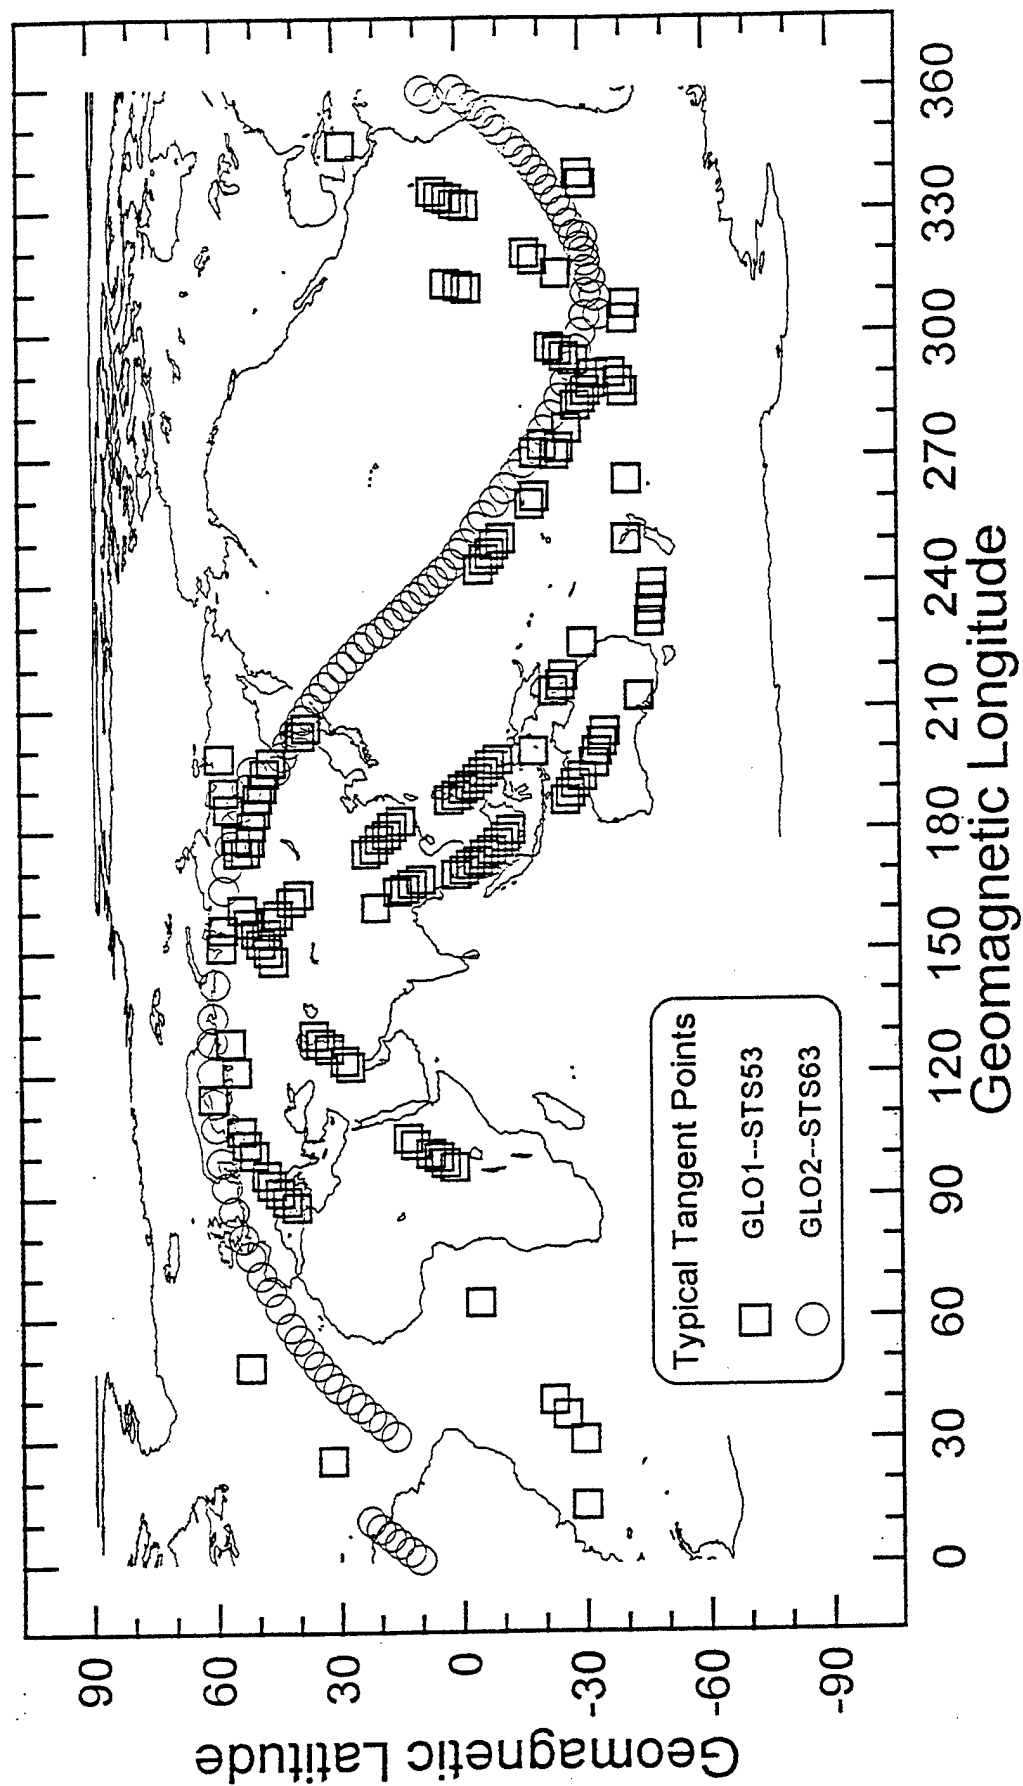 Geomagnetic Latitude
90
60
30
0
-30
-60
-90
Typical Tangent Points
GLO1--STS53
GLO2--STS63
0 30 60 90 120 150 180 210 240 270 300 330 360
Geomagnetic Longitude